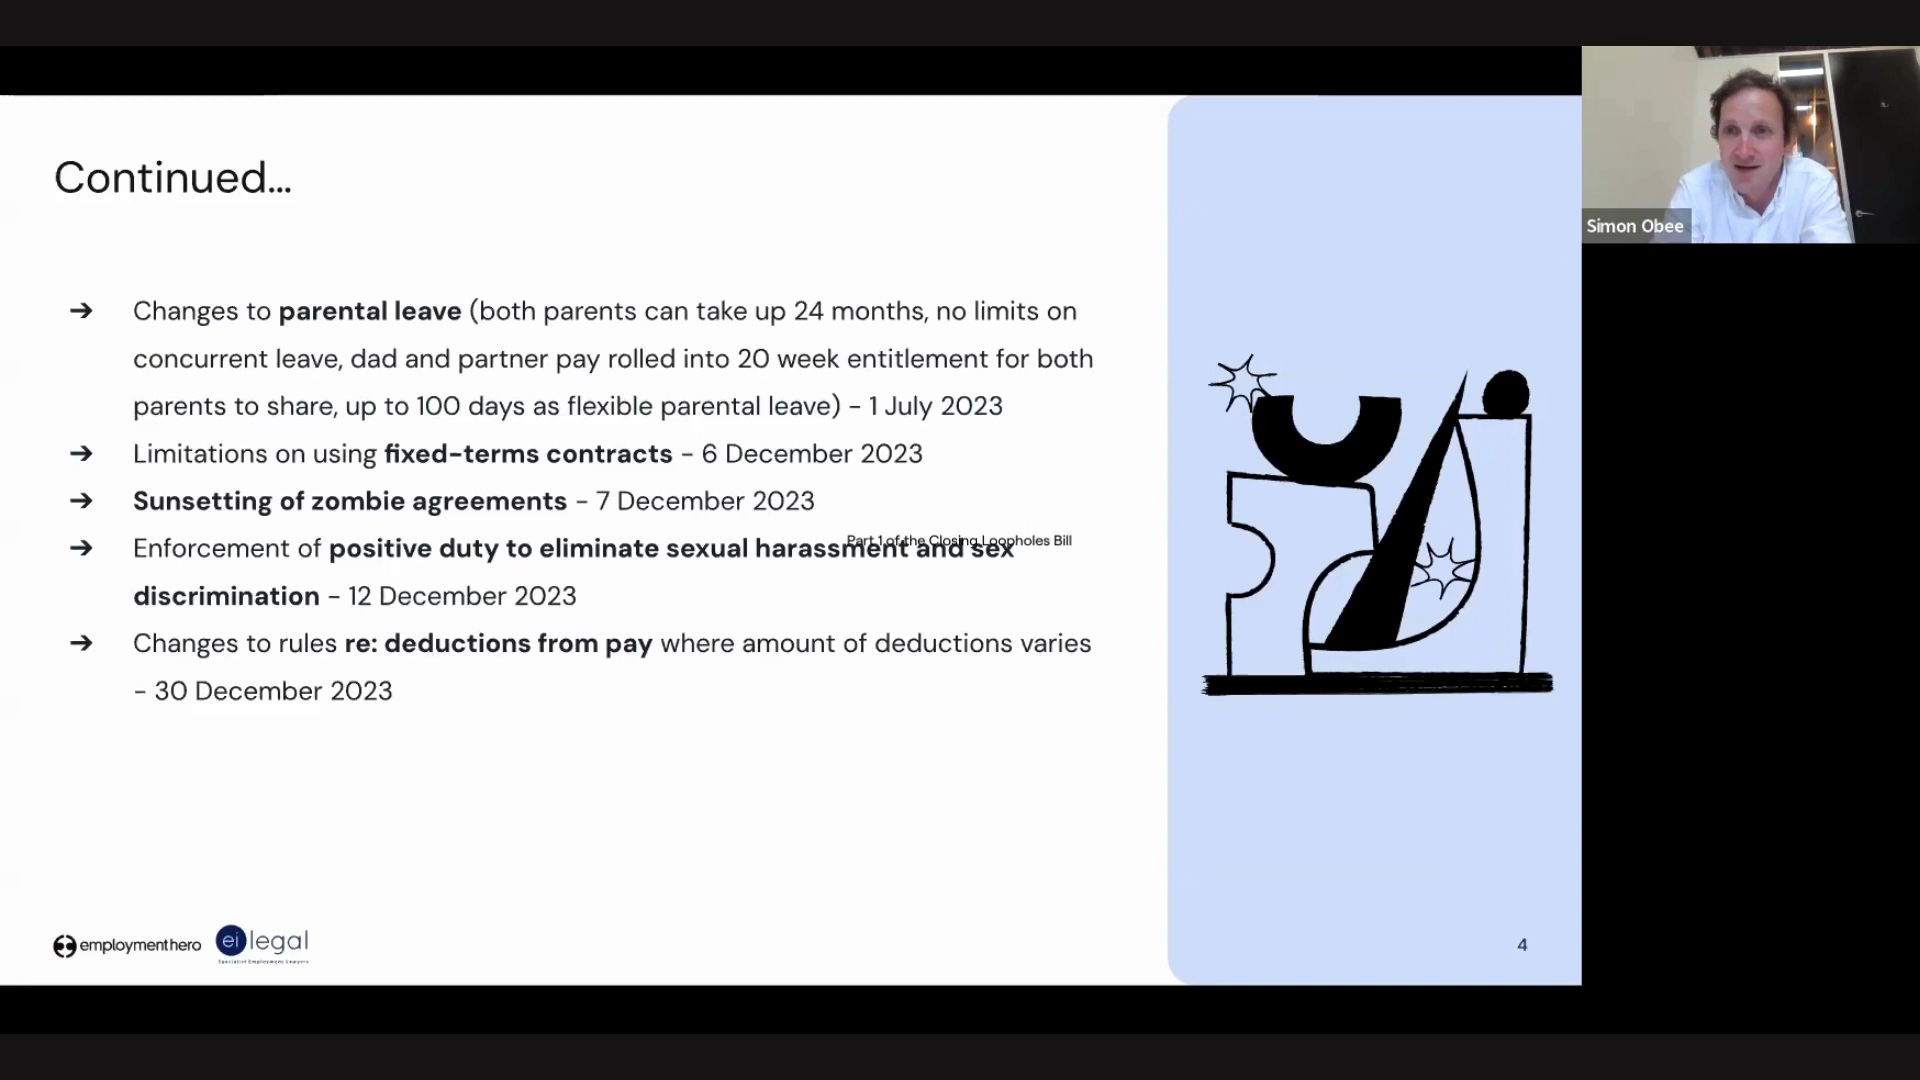 Continued...
Simon Obee
➔ Changes to parental leave (both parents can take up 24 months, no limits on
concurrent leave, dad and partner pay rolled into 20 week entitlement for both
parents to share, up to 100 days as flexible parental leave) – 1 July 2023
➔ Limitations on using fixed-terms contracts – 6 December 2023
➔ Sunsetting of zombie agreements – 7 December 2023
Part 1 of the Closing Loopholes Bill
➔ Enforcement of positive duty to eliminate sexual harassment and sex
discrimination – 12 December 2023
➔ Changes to rules re: deductions from pay where amount of deductions varies
– 30 December 2023
employmenthero
ei legal
Specialist Employment Lawyers
4